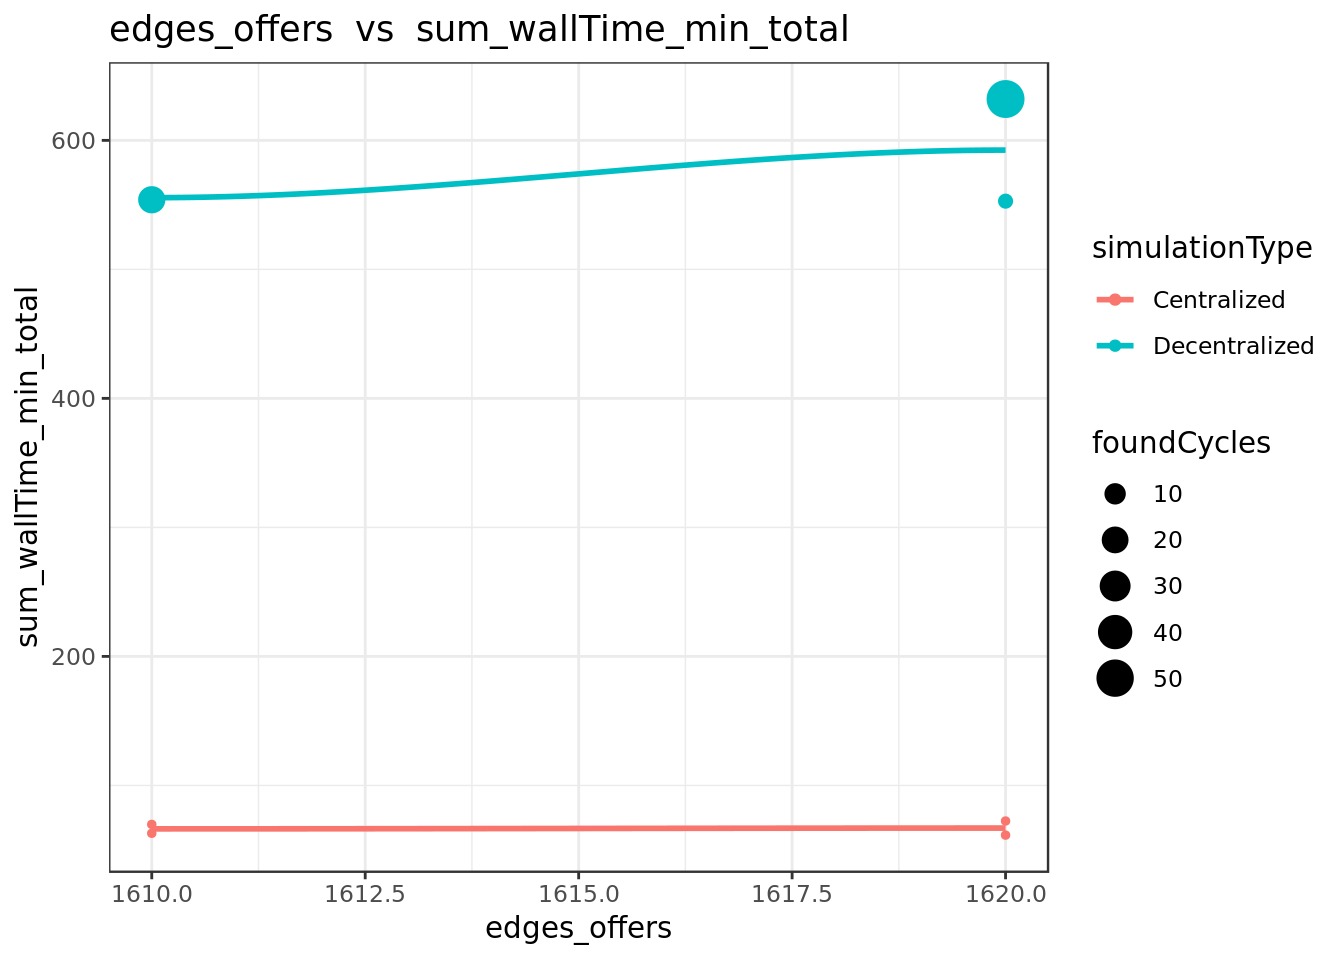 edges_offers vs sum_wallTime_min_total
sum_wallTime_min_total
600
400
200
1610.0
1612.5
1615.0
1617.5
1620.0
edges_offers
simulationType
Centralized
Decentralized
foundCycles
10
20
30
40
50